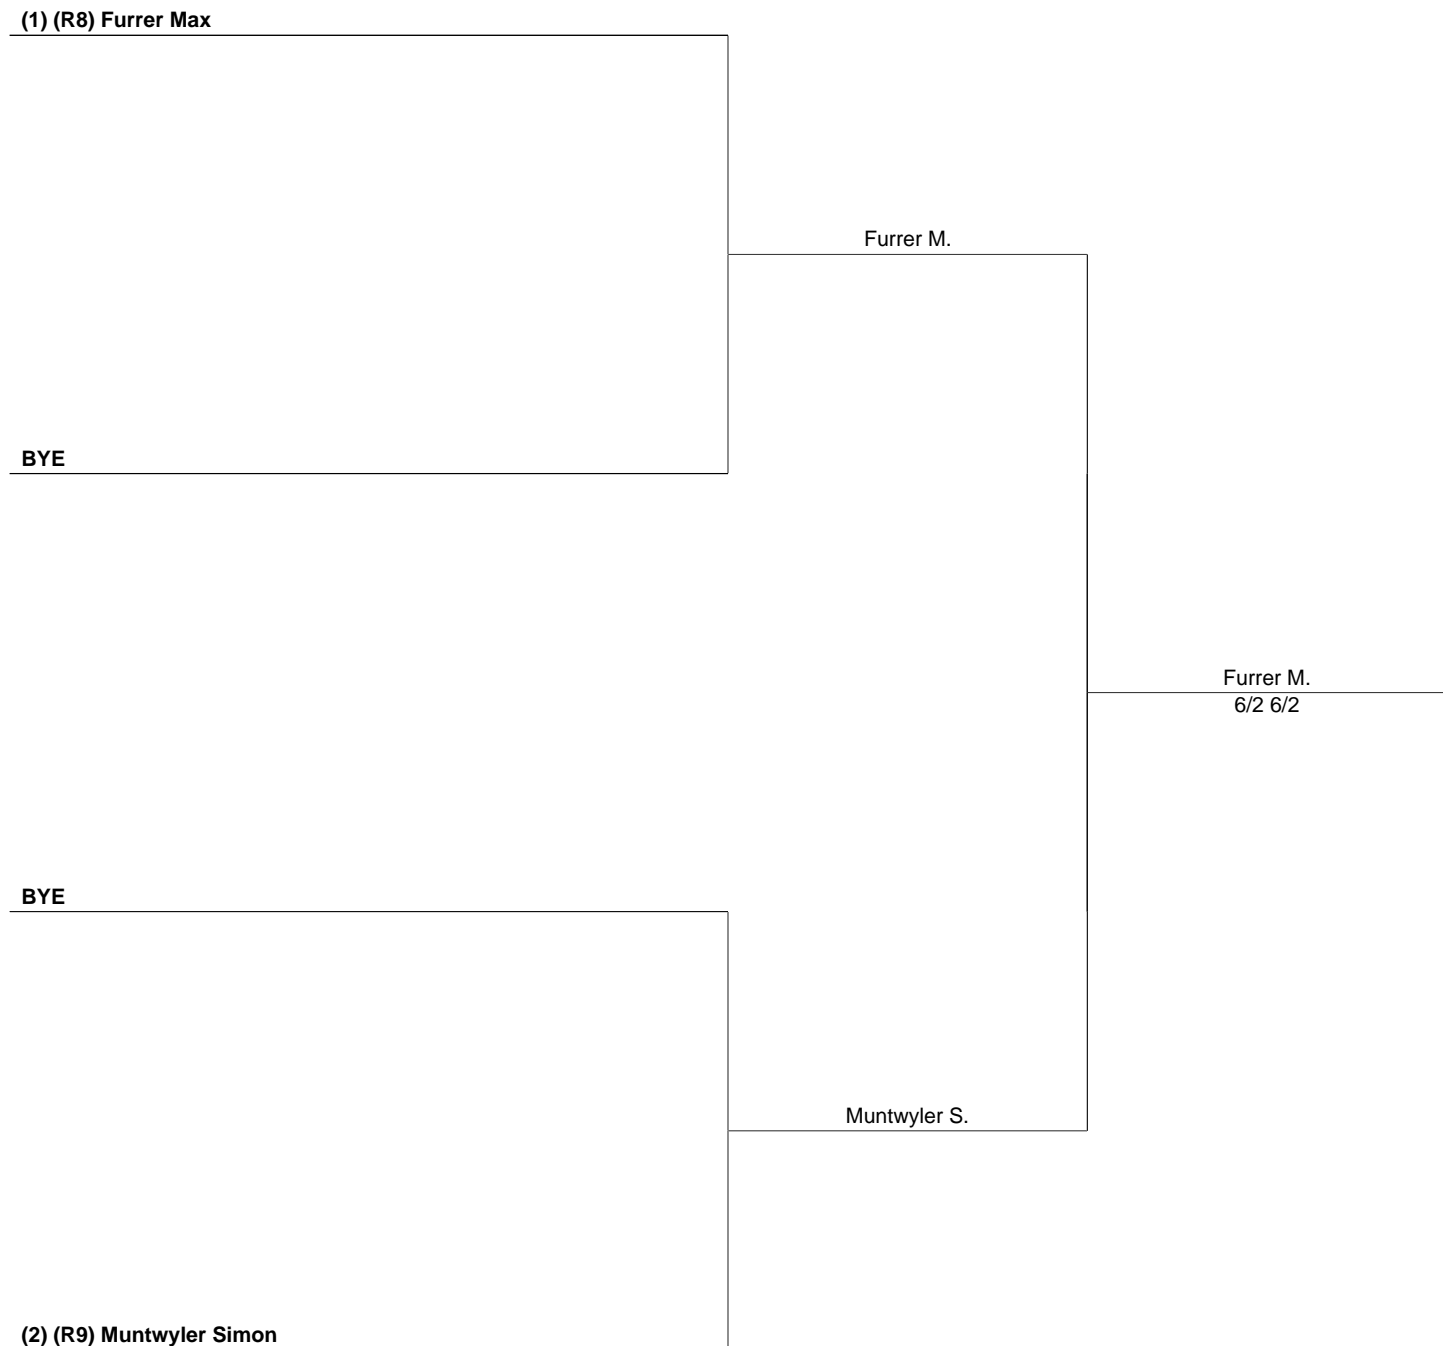 (1) (R8) Furrer Max
Furrer M.
BYE
Furrer M.
6/2 6/2
BYE
Muntwyler S.
(2) (R9) Muntwyler Simon